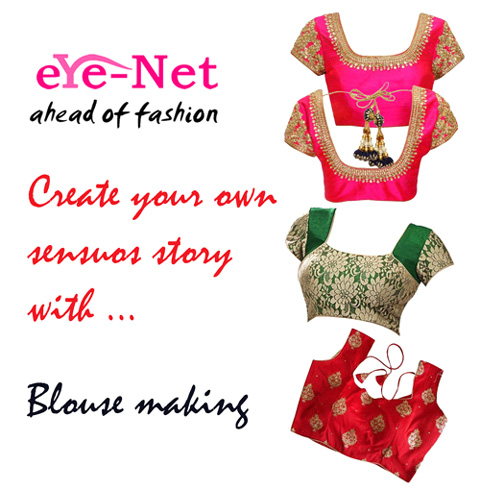 eYe-Net
ahead of fashion
Create your own
sensuos story
with ...
Blouse making